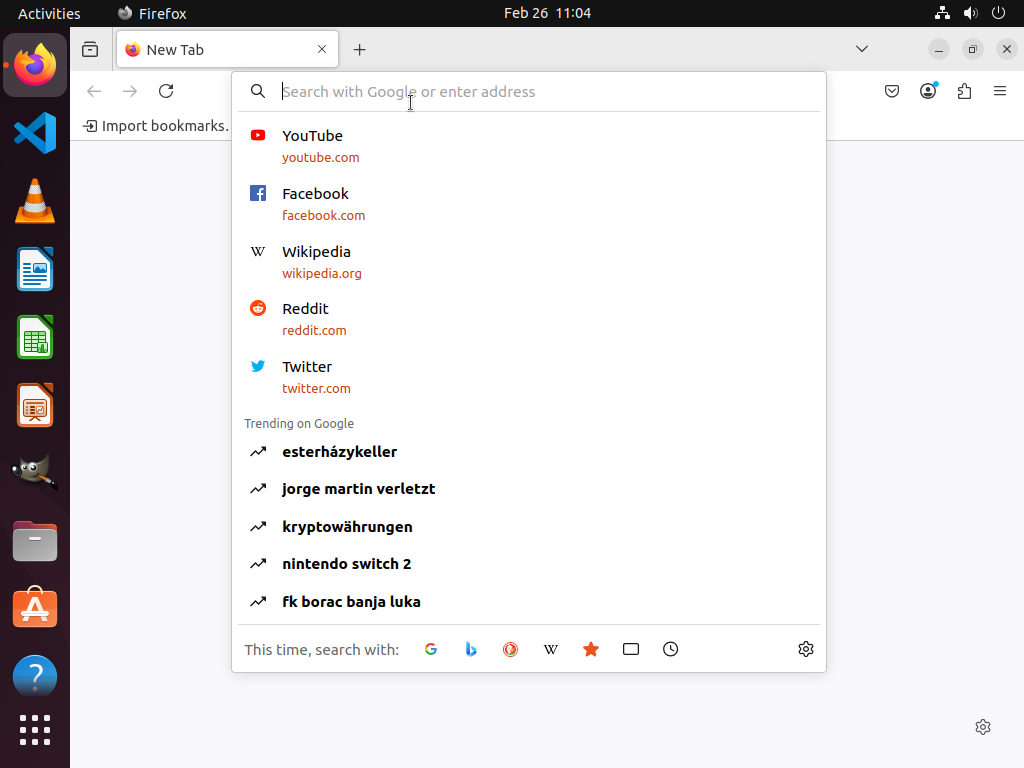 Activities
Firefox
Feb 26 11:04
New Tab
Search with Google or enter address
Import bookmarks.
YouTube
youtube.com
Facebook
facebook.com
W
Wikipedia
wikipedia.org
Reddit
reddit.com
Twitter
twitter.com
Trending on Google
esterházykeller
jorge martin verletzt
kryptowährungen
nintendo switch 2
fk borac banja luka
This time, search with:
G
W
A
?